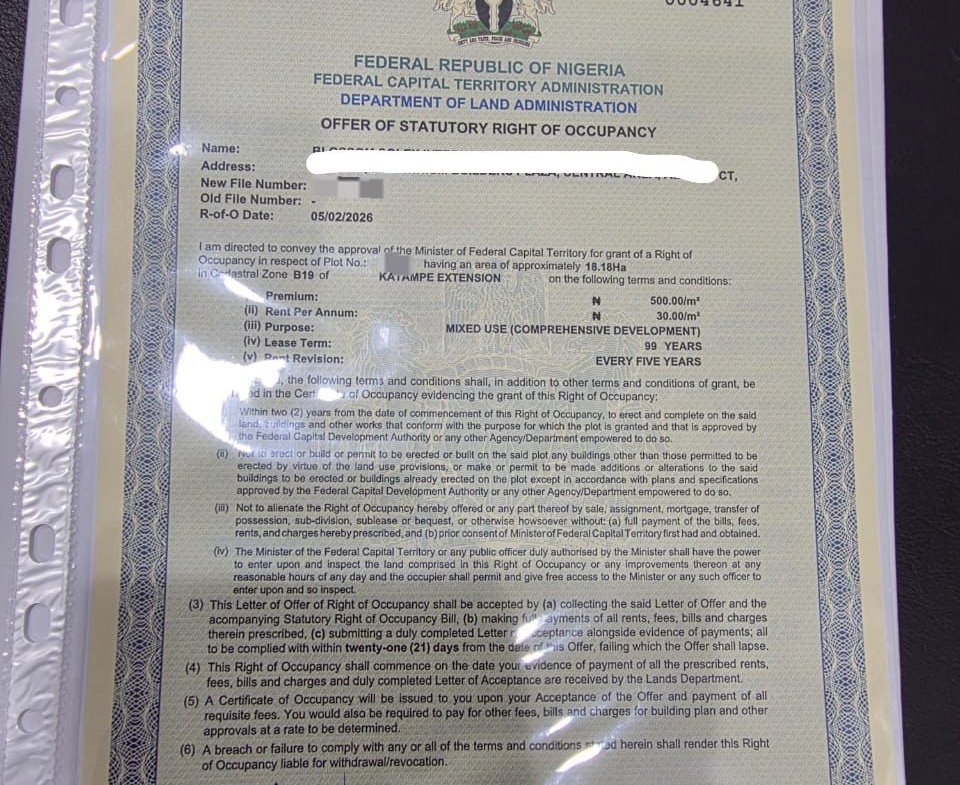 0004641
FEDERAL REPUBLIC OF NIGERIA
FEDERAL CAPITAL TERRITORY ADMINISTRATION
DEPARTMENT OF LAND ADMINISTRATION
OFFER OF STATUTORY RIGHT OF OCCUPANCY
Name:
Address: CT,
New File Number:
Old File Number: -
R-of-O Date: 05/02/2026
I am directed to convey the approval of the Minister of Federal Capital Territory for grant of a Right of
Occupancy in respect of Plot No.: having an area of approximately 18.18Ha
in Cadastral Zone B19 of KATAMPE EXTENSION on the following terms and conditions:
Premium: ₦ 500.00/m²
(ii) Rent Per Annum: ₦ 30.00/m²
(iii) Purpose: MIXED USE (COMPREHENSIVE DEVELOPMENT)
(iv) Lease Term: 99 YEARS
(v) Rent Revision: EVERY FIVE YEARS
, the following terms and conditions shall, in addition to other terms and conditions of grant, be
in the Certificate of Occupancy evidencing the grant of this Right of Occupancy:
Within two (2) years from the date of commencement of this Right of Occupancy, to erect and complete on the said
land, buildings and other works that conform with the purpose for which the plot is granted and that is approved by
the Federal Capital Development Authority or any other Agency/Department empowered to do so.
(ii) Not to erect or build or permit to be erected or built on the said plot any buildings other than those permitted to be
erected by virtue of the land use provisions, or make or permit to be made additions or alterations to the said
buildings to be erected or buildings already erected on the plot except in accordance with plans and specifications
approved by the Federal Capital Development Authority or any other Agency/Department empowered to do so.
(iii) Not to alienate the Right of Occupancy hereby offered or any part thereof by sale, assignment, mortgage, transfer of
possession, sub-division, sublease or bequest, or otherwise howsoever without: (a) full payment of the bills, fees,
rents, and charges hereby prescribed, and (b) prior consent of Minister of Federal Capital Territory first had and obtained.
(iv) The Minister of the Federal Capital Territory or any public officer duly authorised by the Minister shall have the power
to enter upon and inspect the land comprised in this Right of Occupancy or any improvements thereon at any
reasonable hours of any day and the occupier shall permit and give free access to the Minister or any such officer to
enter upon and so inspect.
(3) This Letter of Offer of Right of Occupancy shall be accepted by (a) collecting the said Letter of Offer and the
acompanying Statutory Right of Occupancy Bill, (b) making full payments of all rents, fees, bills and charges
therein prescribed, (c) submitting a duly completed Letter of Acceptance alongside evidence of payments; all
to be complied with within twenty-one (21) days from the date of this Offer, failing which the Offer shall lapse.
(4) This Right of Occupancy shall commence on the date your evidence of payment of all the prescribed rents,
fees, bills and charges and duly completed Letter of Acceptance are received by the Lands Department.
(5) A Certificate of Occupancy will be issued to you upon your Acceptance of the Offer and payment of all
requisite fees. You would also be required to pay for other fees, bills and charges for building plan and other
approvals at a rate to be determined.
(6) A breach or failure to comply with any or all of the terms and conditions stated herein shall render this Right
of Occupancy liable for withdrawal/revocation.